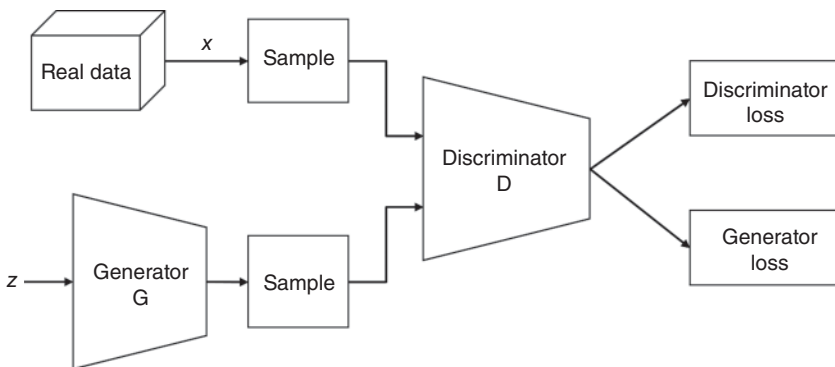 x
Real data
Sample
Discriminator
D
Discriminator
loss
z
Generator
G
Sample
Generator
loss